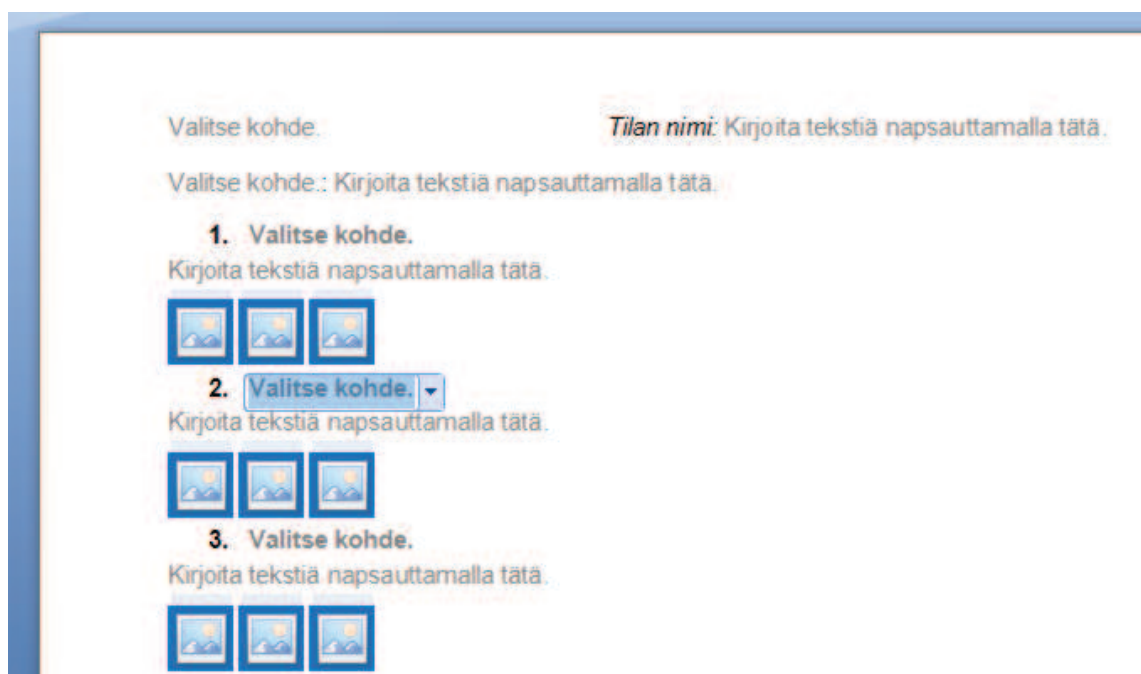 Valitse kohde. Tilan nimi: Kirjoita tekstiä napsauttamalla tätä.
Valitse kohde.: Kirjoita tekstiä napsauttamalla tätä.
1. Valitse kohde.
Kirjoita tekstiä napsauttamalla tätä.
2. Valitse kohde.
Kirjoita tekstiä napsauttamalla tätä.
3. Valitse kohde.
Kirjoita tekstiä napsauttamalla tätä.